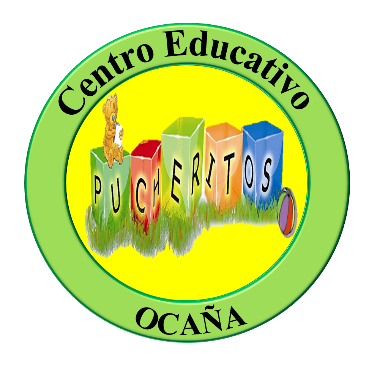 Centro Educativo
PUCHERITOS
OCAÑA